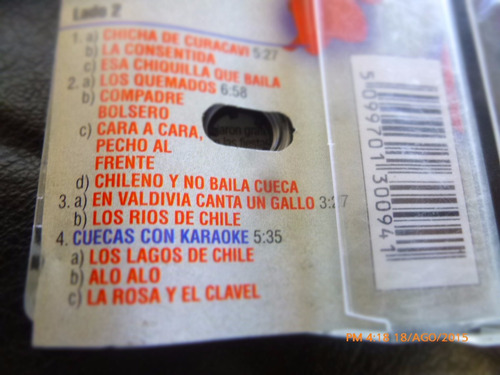 Lado 2
1. a) CHICHA DE CURACAVI 5:27
b) LA CONSENTIDA
c) ESA CHIQUILLA QUE BAILA
2. a) LOS QUEMADOS 6:58
b) COMPADRE
BOLSERO
c) CARA A CARA,
PECHO AL
FRENTE
d) CHILENO Y NO BAILA CUECA
3. a) EN VALDIVIA CANTA UN GALLO 3:27
b) LOS RIOS DE CHILE
4. CUECAS CON KARAOKE 5:35
a) LOS LAGOS DE CHILE
b) ALO ALO
c) LA ROSA Y EL CLAVEL
5099701300941
PM 4:18 18/AGO/2015